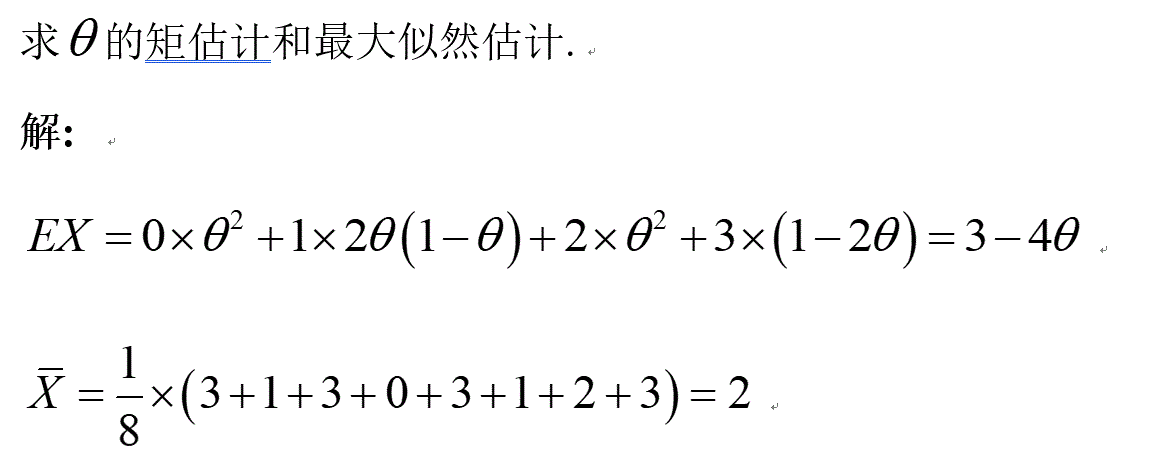 求θ的矩估计和最大似然估计.
解:
EX = 0×θ² + 1×2θ(1−θ) + 2×θ² + 3×(1−2θ) = 3−4θ
X̄ = 1/8 ×(3+1+3+0+3+1+2+3) = 2